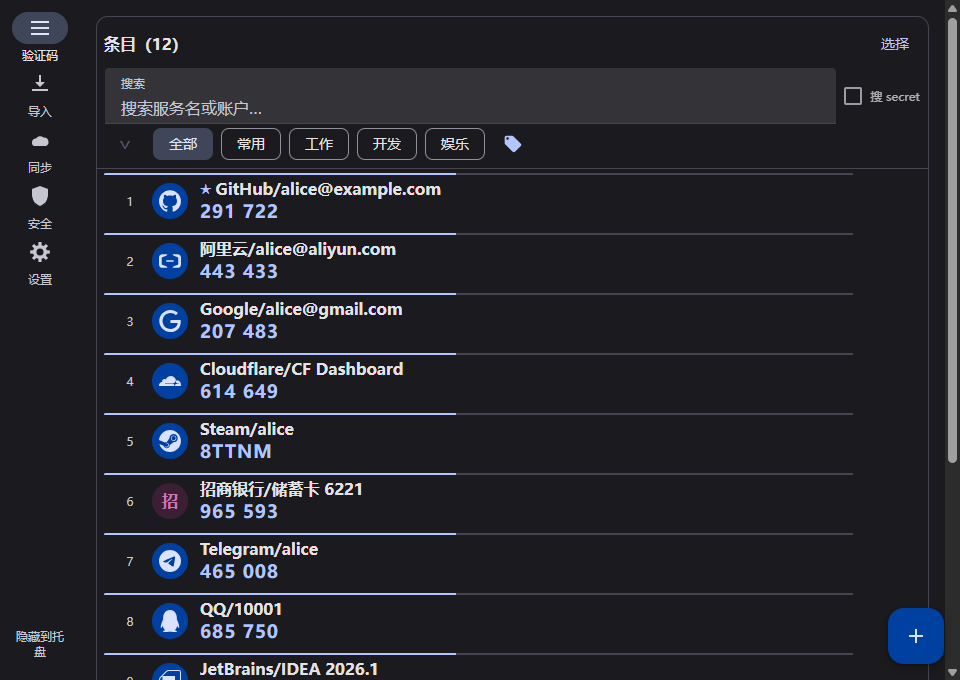 验证码
导入
同步
安全
设置
隐藏到托
盘
条目（12）
选择
搜索
搜索服务名或账户...
搜 secret
全部
常用
工作
开发
娱乐
1
★ GitHub/alice@example.com
291 722
2
阿里云/alice@aliyun.com
443 433
3
Google/alice@gmail.com
207 483
4
Cloudflare/CF Dashboard
614 649
5
Steam/alice
8TTNM
6
招
招商银行/储蓄卡 6221
965 593
7
Telegram/alice
465 008
8
QQ/10001
685 750
JetBrains/IDEA 2026.1